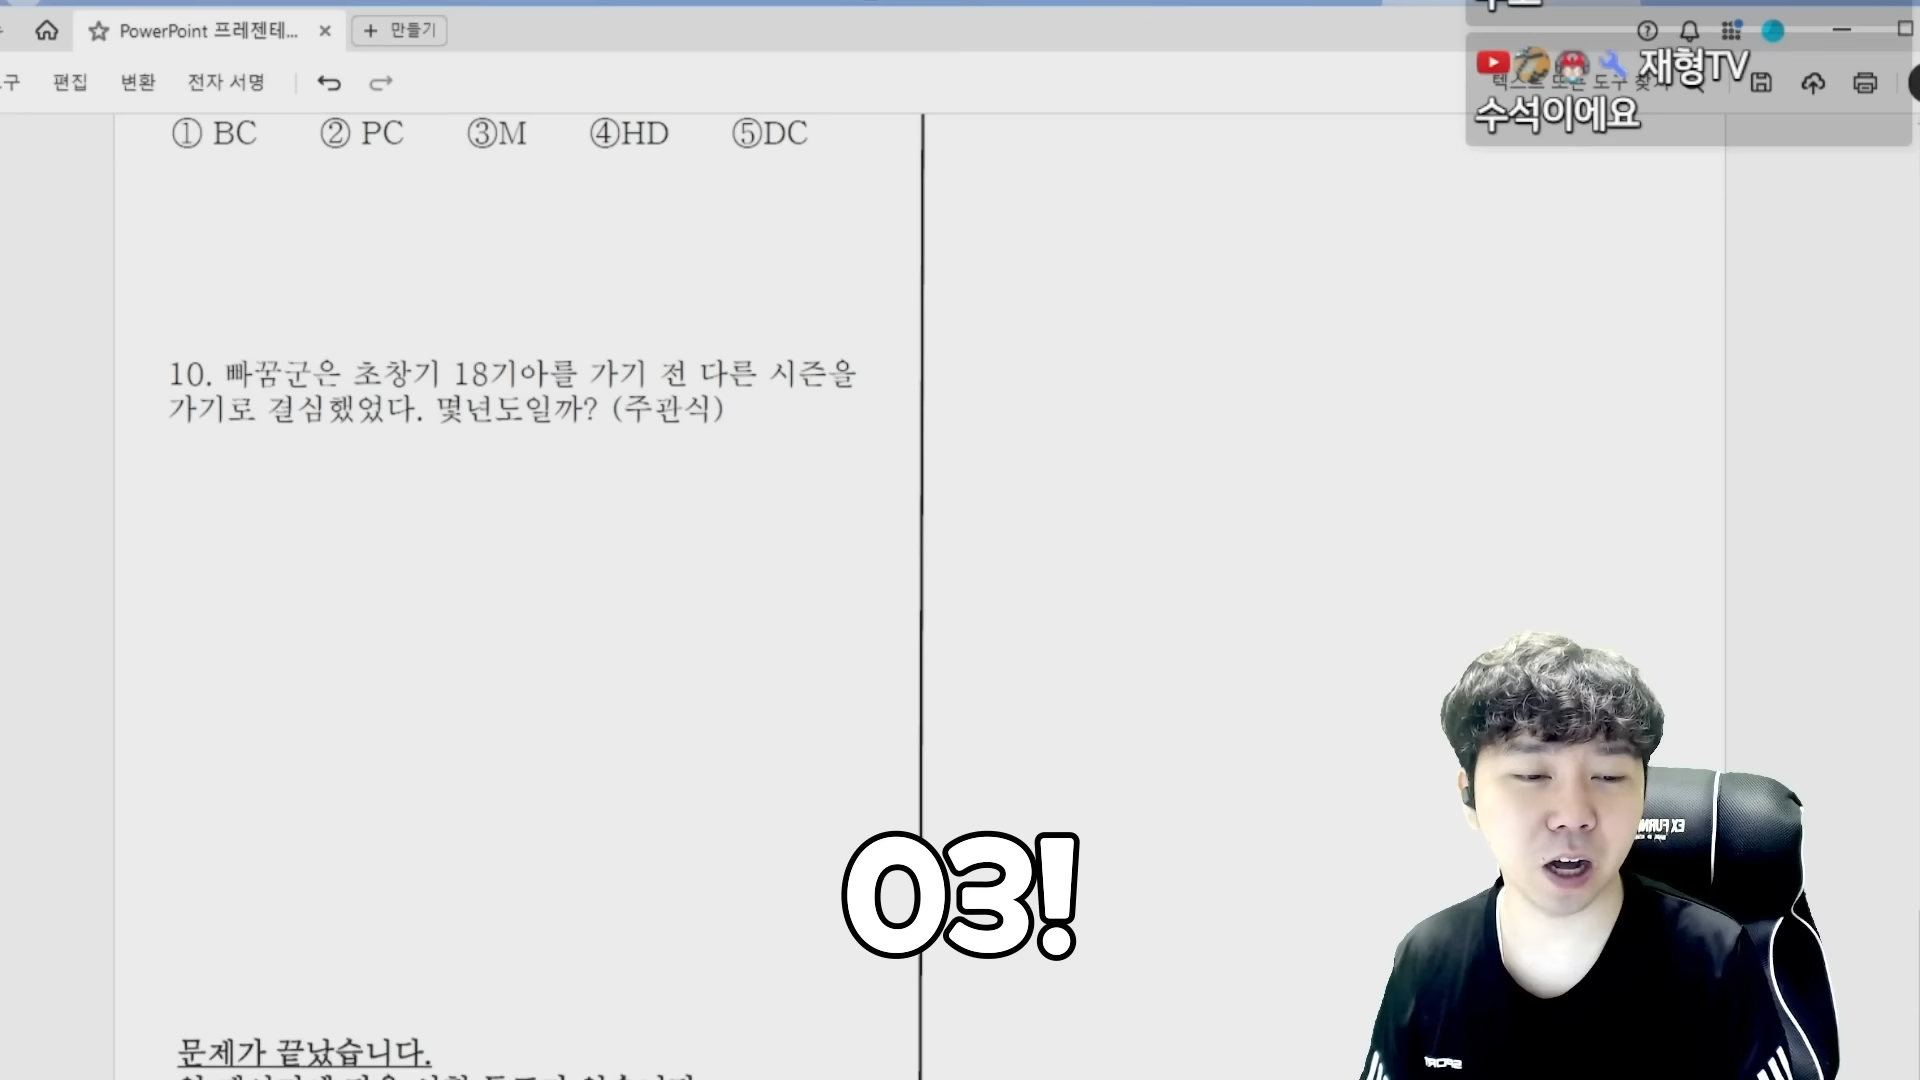 PowerPoint 프레젠테...
+ 만들기
편집 변환 전자 서명
재형TV
수석이에요
① BC ② PC ③M ④HD ⑤DC
10. 빠꿈군은 초창기 18기아를 가기 전 다른 시즌을
가기로 결심했었다. 몇년도일까? (주관식)
03!
문제가 끝났습니다.